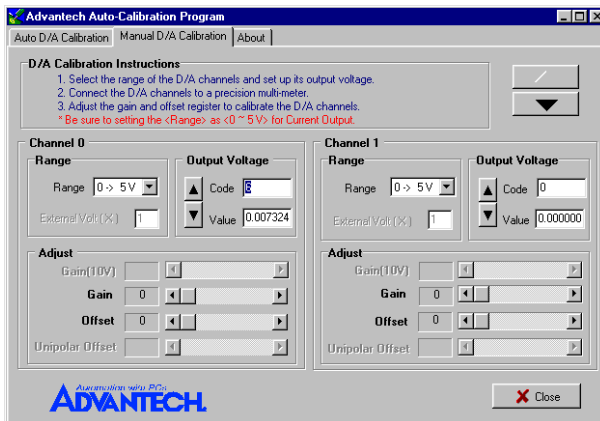 Advantech Auto-Calibration Program
Auto D/A Calibration Manual D/A Calibration About
D/A Calibration Instructions
1. Select the range of the D/A channels and set up its output voltage.
2. Connect the D/A channels to a precision multi-meter.
3. Adjust the gain and offset register to calibrate the D/A channels.
* Be sure to setting the <Range> as <0 ~ 5 V> for Current Output.
Channel 0
Range
Range 0 -> 5 V
External Volt (X) 1
Output Voltage
Code 6
Value 0.007324
Adjust
Gain(10V)
Gain 0
Offset 0
Unipolar Offset
Channel 1
Range
Range 0 -> 5 V
External Volt (X) 1
Output Voltage
Code 0
Value 0.000000
Adjust
Gain(10V)
Gain 0
Offset 0
Unipolar Offset
Automation with PCs
ADVANTECH.
Close